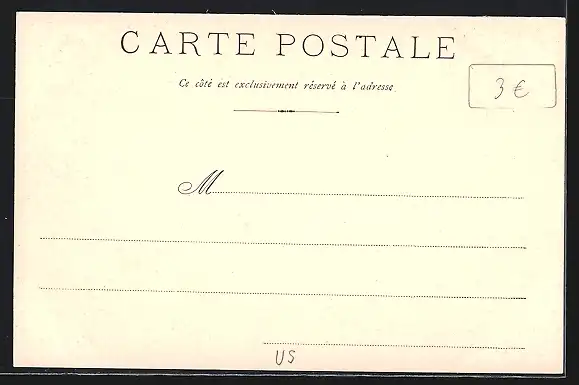 CARTE POSTALE
Ce côté est exclusivement réservé à l'adresse.
3 €
M
US